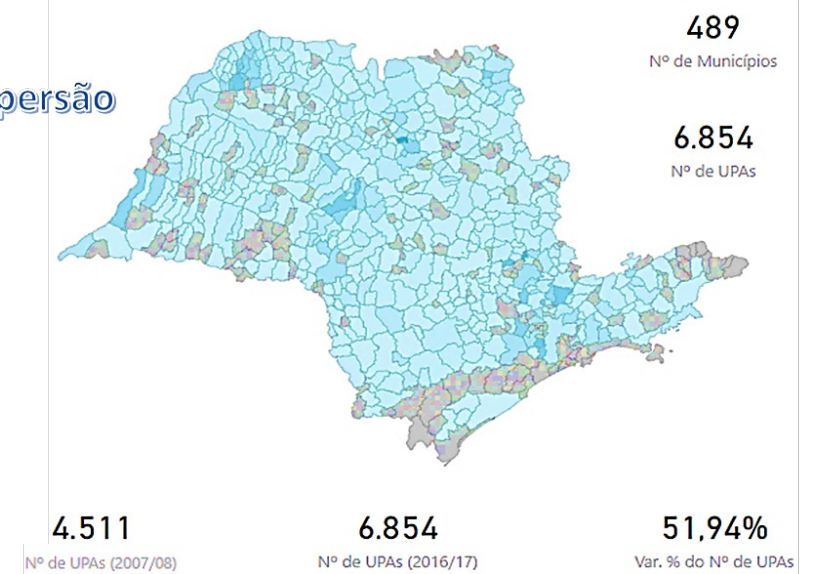 489
Nº de Municípios
persão
6.854
Nº de UPAs
4.511
Nº de UPAs (2007/08)
6.854
Nº de UPAs (2016/17)
51,94%
Var. % do Nº de UPAs